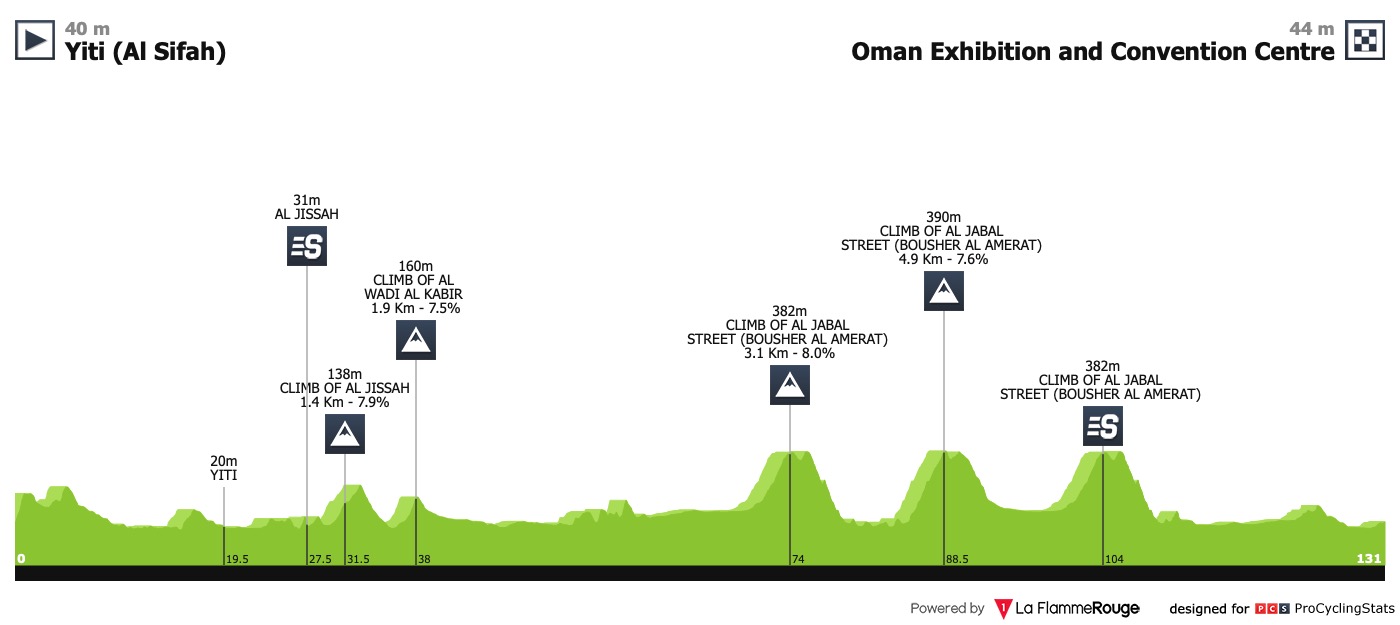 40 m
Yiti (Al Sifah)
44 m
Oman Exhibition and Convention Centre
31m
AL JISSAH
S
160m
CLIMB OF AL
WADI AL KABIR
1.9 Km - 7.5%
138m
CLIMB OF AL JISSAH
1.4 Km - 7.9%
20m
YITI
382m
CLIMB OF AL JABAL
STREET (BOUSHER AL AMERAT)
3.1 Km - 8.0%
390m
CLIMB OF AL JABAL
STREET (BOUSHER AL AMERAT)
4.9 Km - 7.6%
382m
CLIMB OF AL JABAL
STREET (BOUSHER AL AMERAT)
S
0
19.5
27.5
31.5
38
74
88.5
104
131
Powered by 1 La FlammeRouge designed for PCS ProCyclingStats